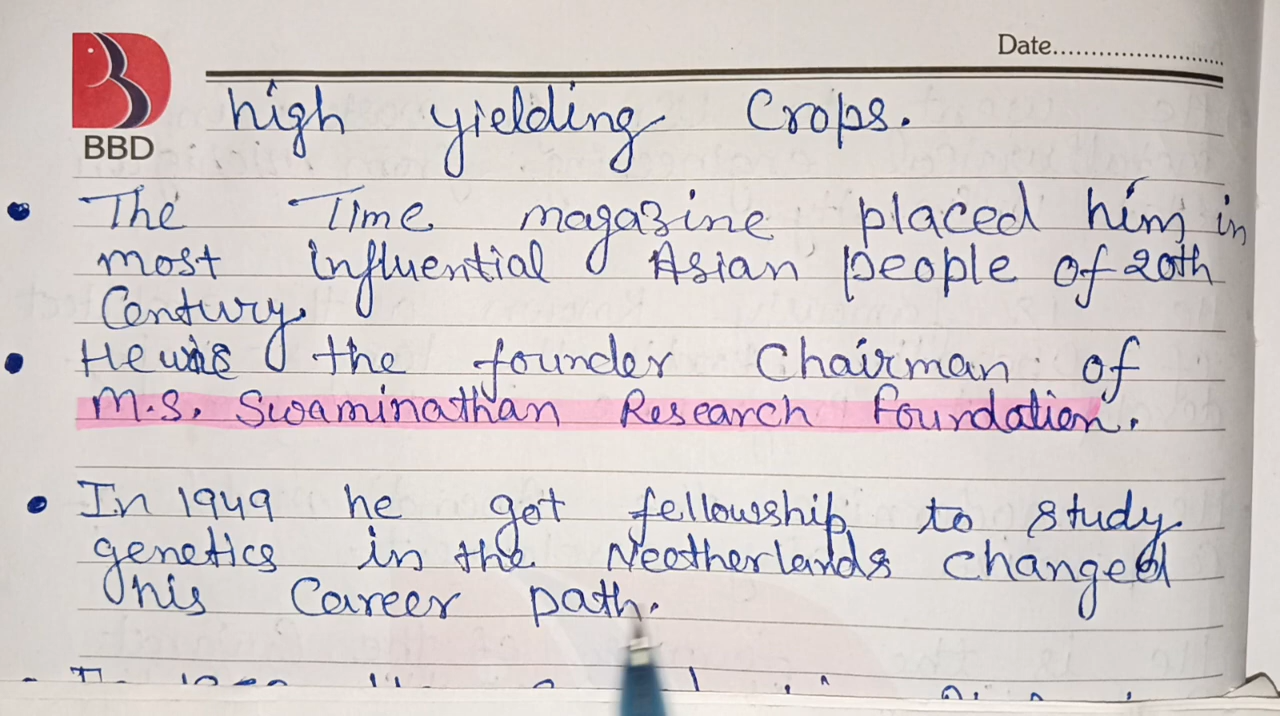 Date........................
BBD
high yielding Crops.
• The Time magazine placed him in
most influential Asian people of 20th
Century.
• He was the founder Chairman of
M.S. Swaminathan Research Foundation.
• In 1949 he got fellowship to study
genetics in the Neotherlands changed
his Career path.